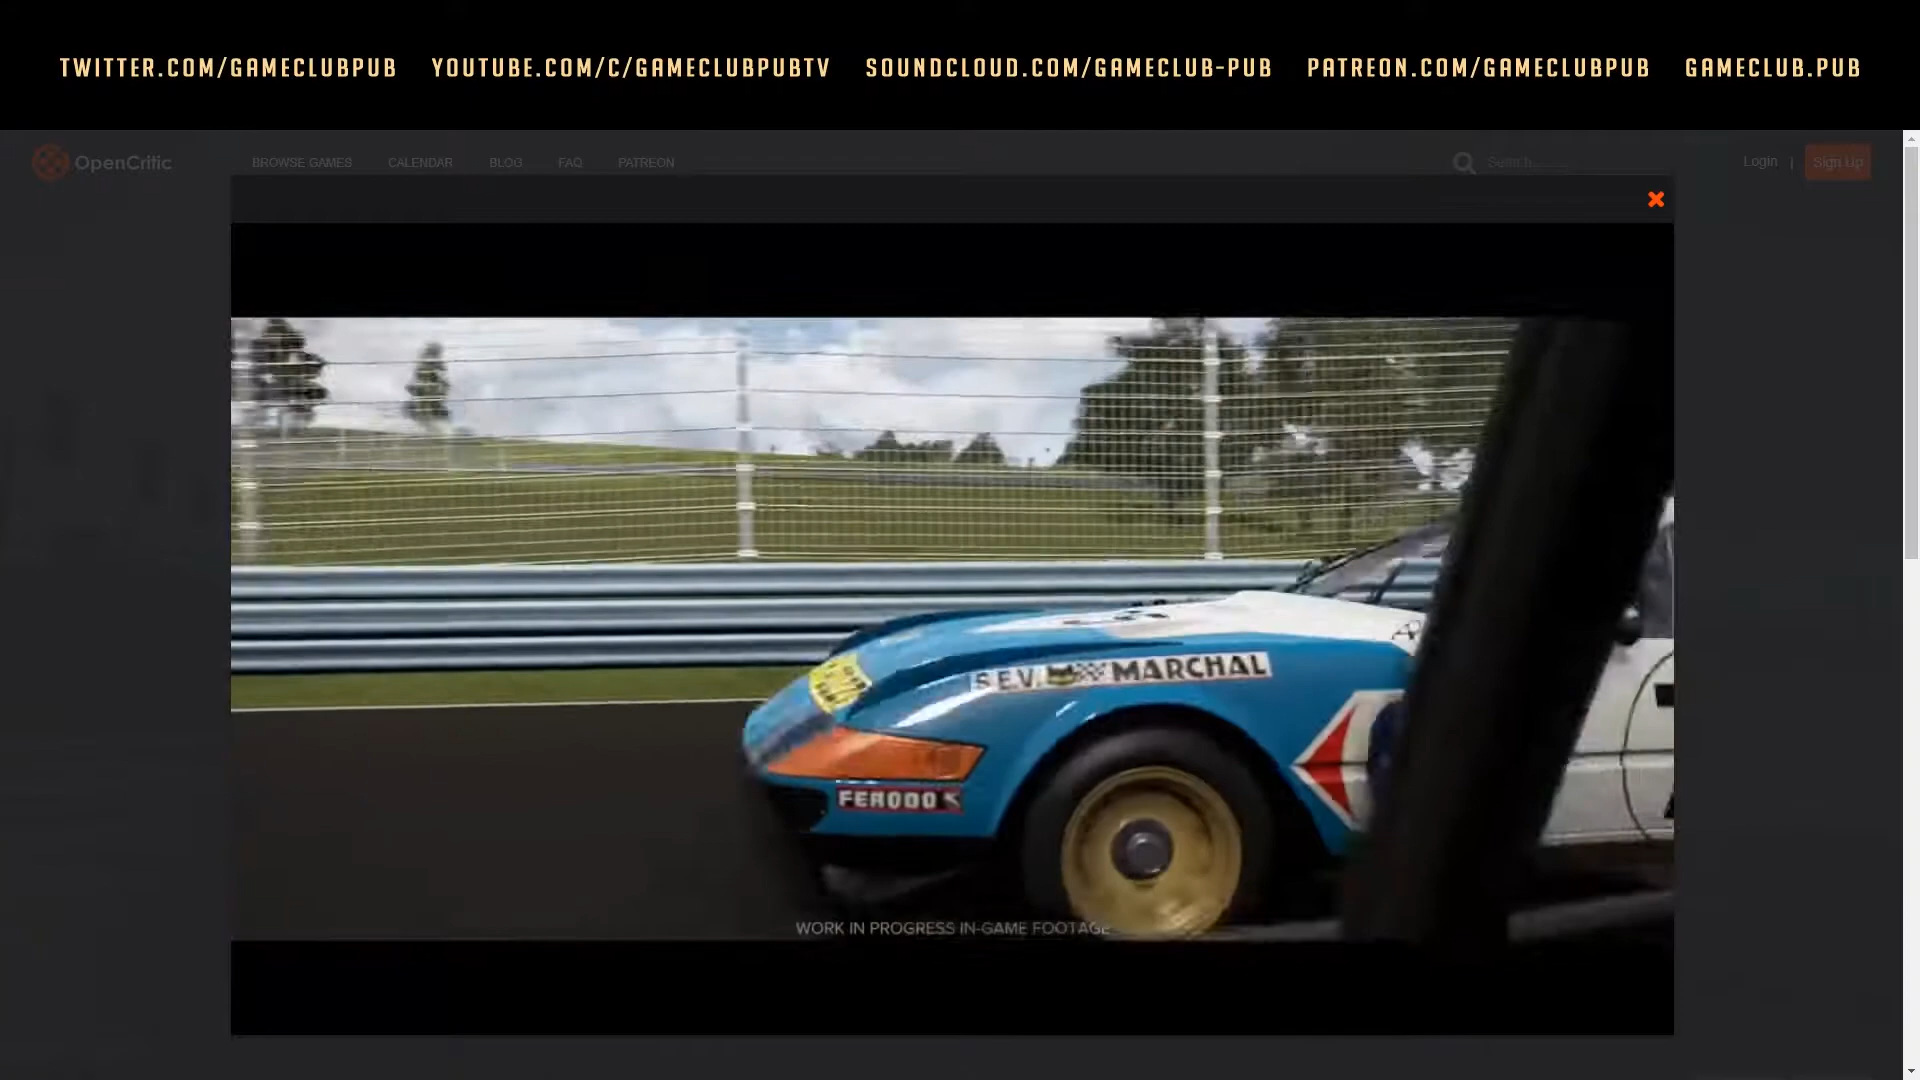 TWITTER.COM/GAMECLUBPUB YOUTUBE.COM/C/GAMECLUBPUBTV SOUNDCLOUD.COM/GAMECLUB-PUB PATREON.COM/GAMECLUBPUB GAMECLUB.PUB
OpenCritic BROWSE GAMES CALENDAR BLOG FAQ PATREON Search... Login | Sign Up
S.E.V. MARCHAL
FERODO
WORK IN PROGRESS IN-GAME FOOTAGE